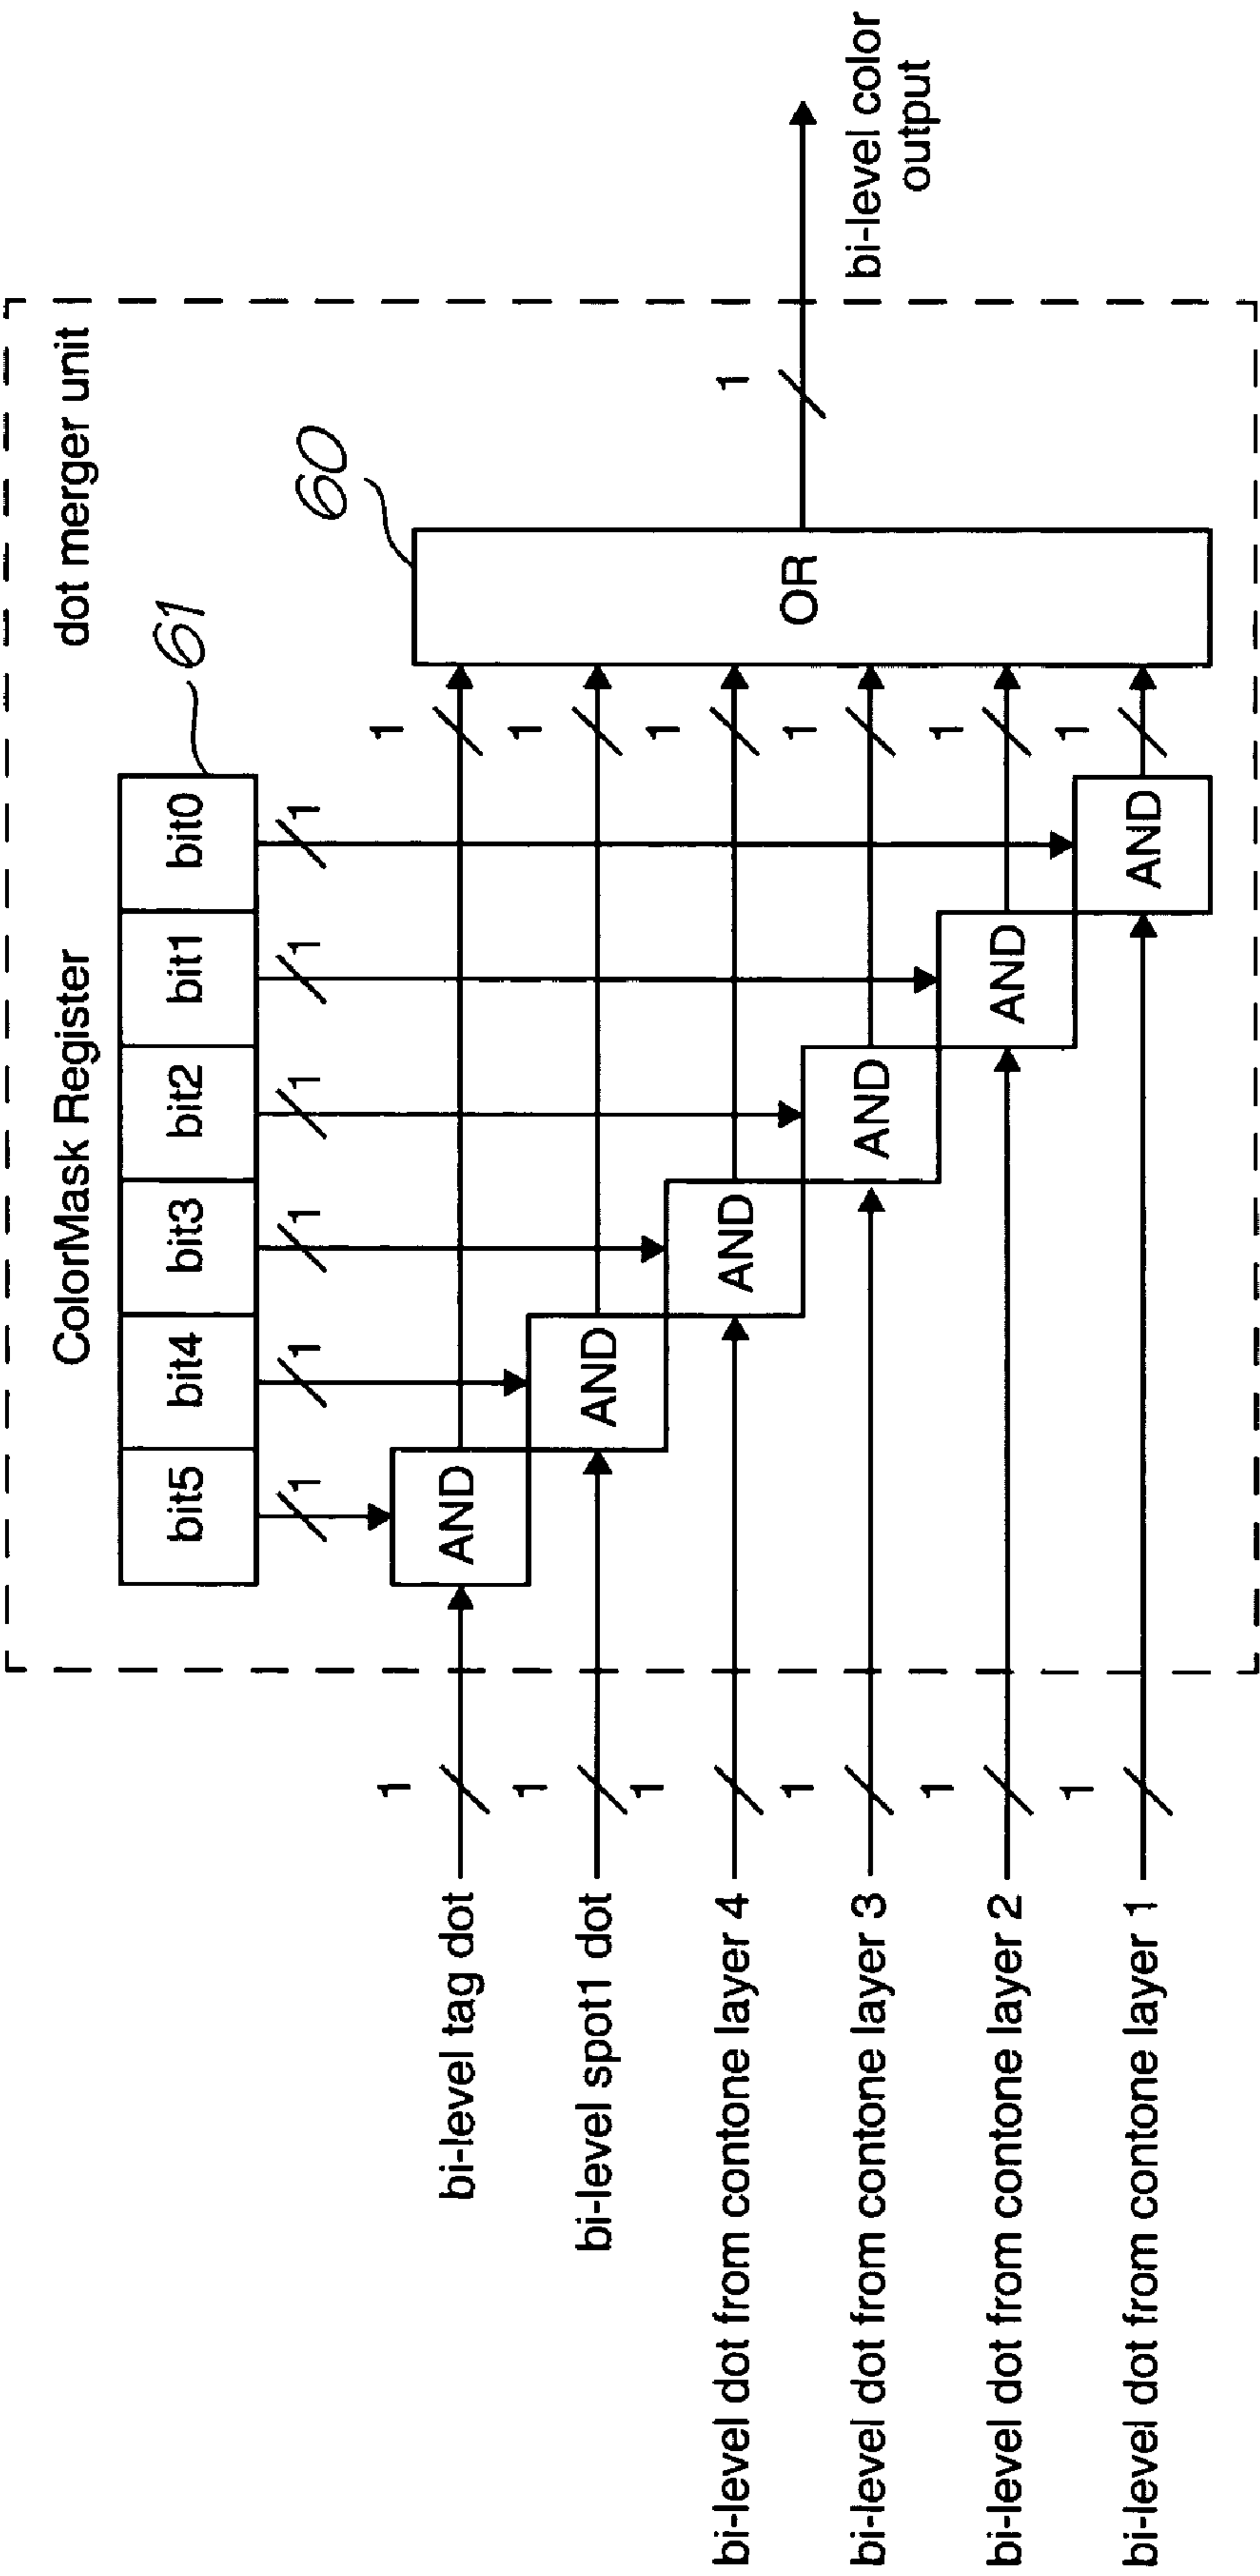 dot merger unit
ColorMask Register
61
bit5 bit4 bit3 bit2 bit1 bit0
1 1 1 1 1 1
60
bi-level tag dot 1 AND 1
bi-level spot1 dot 1 AND 1
bi-level dot from contone layer 4 1 AND 1
OR 1
bi-level color
output
bi-level dot from contone layer 3 1 AND 1
bi-level dot from contone layer 2 1 AND 1
bi-level dot from contone layer 1 1 AND 1